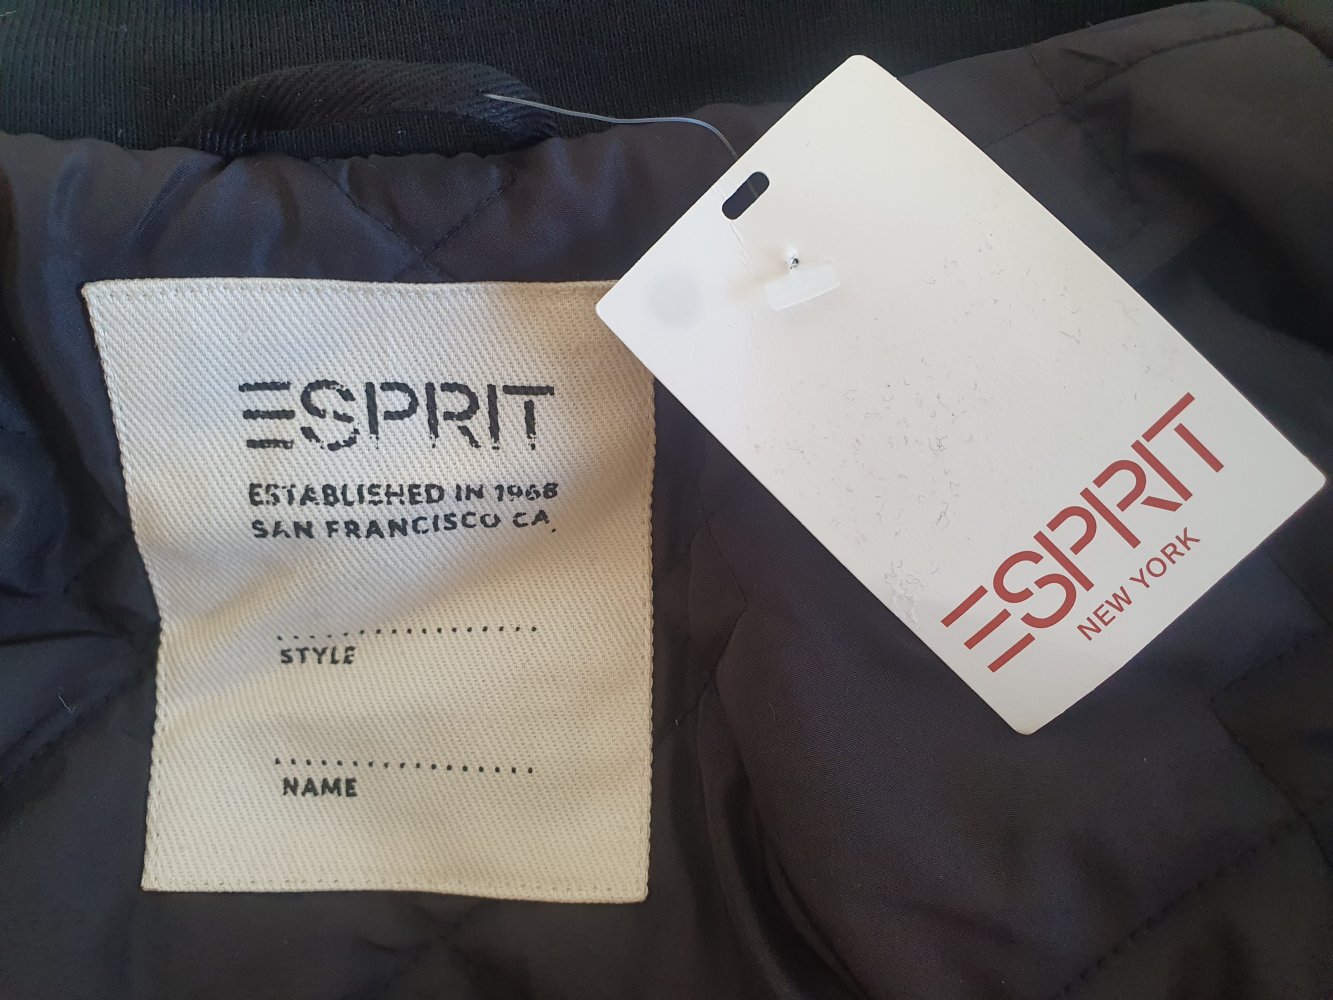 ESPRIT
ESTABLISHED IN 1968
SAN FRANCISCO CA.
STYLE
NAME
ESPRIT
NEW YORK